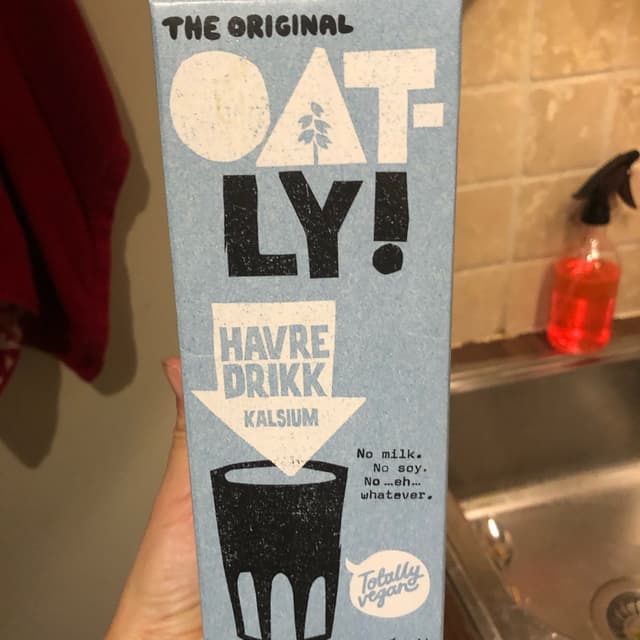 THE ORIGINAL
OAT-
LY!
HAVRE
DRIKK
KALSIUM
No milk.
No soy.
No ...eh...
whatever.
Totally
vegan